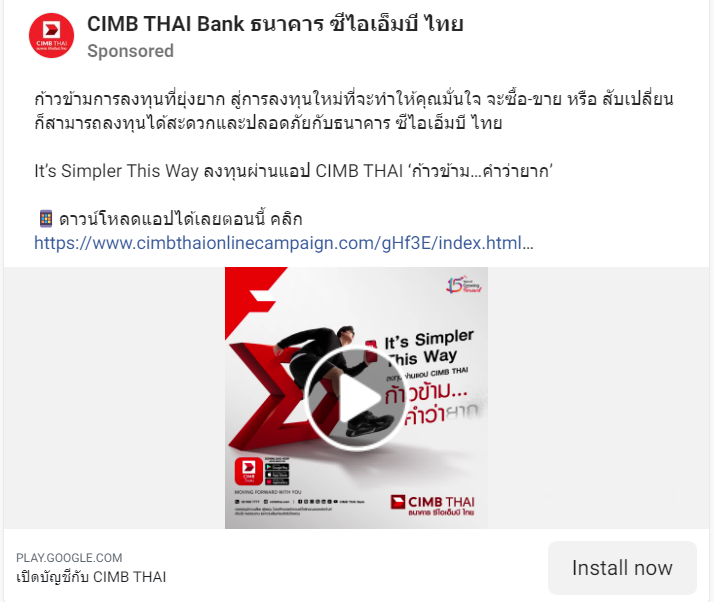 CIMB THAI Bank ธนาคาร ซีไอเอ็มบี ไทย
Sponsored
ก้าวข้ามการลงทุนที่ยุ่งยาก สู่การลงทุนใหม่ที่จะทำให้คุณมั่นใจ จะซื้อ-ขาย หรือ สับเปลี่ยน
ก็สามารถลงทุนได้สะดวกและปลอดภัยกับธนาคาร ซีไอเอ็มบี ไทย
It's Simpler This Way ลงทุนผ่านแอป CIMB THAI 'ก้าวข้าม...คำว่ายาก'
ดาวน์โหลดแอปได้เลยตอนนี้ คลิก
https://www.cimbthaionlinecampaign.com/gHf3E/index.html...
It's Simpler
This Way
CIMB THAI
ก้าวข้าม...
คำว่ายาก
MOVING FORWARD WITH YOU
CIMB THAI
ธนาคาร ซีไอเอ็มบี ไทย
PLAY.GOOGLE.COM
เปิดบัญชีกับ CIMB THAI
Install now